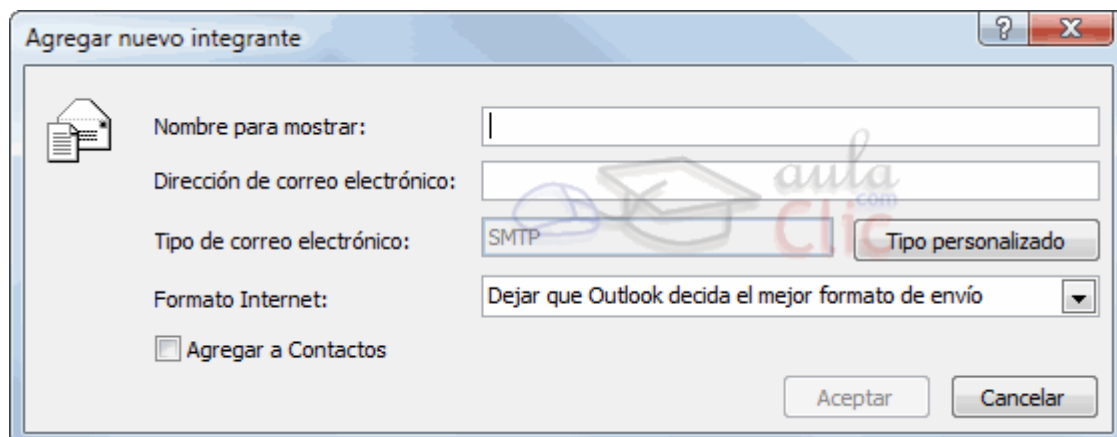 Agregar nuevo integrante
?
X
Nombre para mostrar:
Dirección de correo electrónico:
Tipo de correo electrónico:
SMTP
Tipo personalizado
Formato Internet:
Dejar que Outlook decida el mejor formato de envío
Agregar a Contactos
Aceptar
Cancelar
aula
.com
Clic